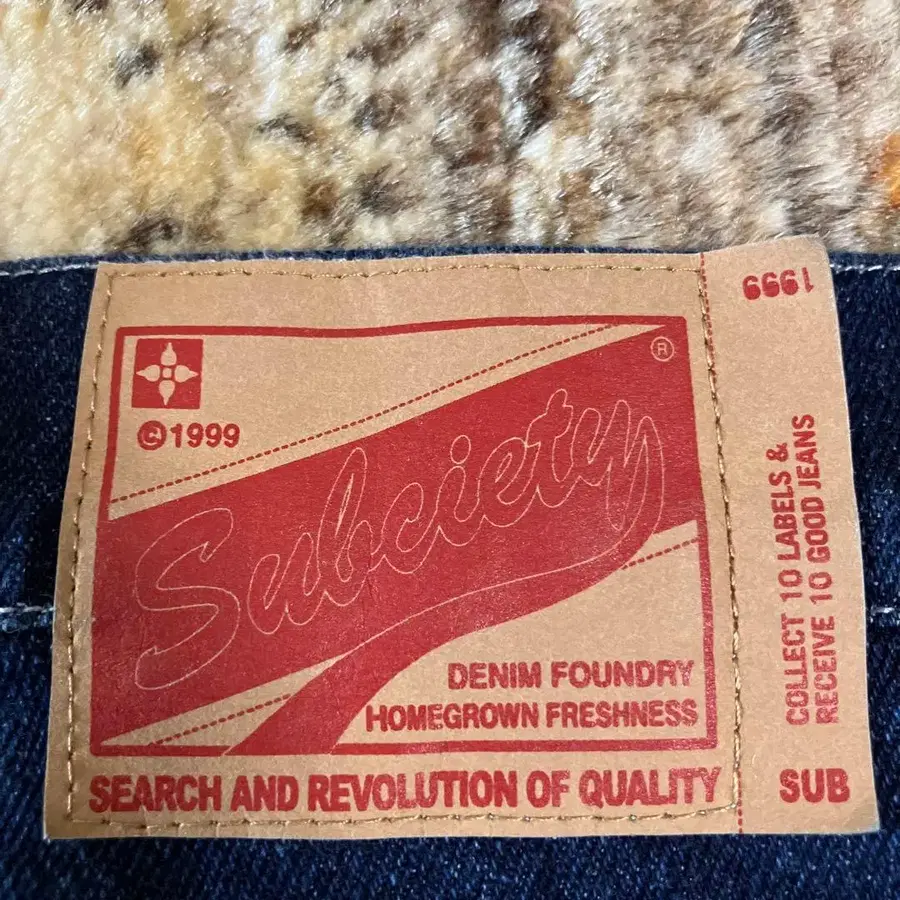 ©1999
Subciety
®
DENIM FOUNDRY
HOMEGROWN FRESHNESS
SEARCH AND REVOLUTION OF QUALITY
1999
COLLECT 10 LABELS &
RECEIVE 10 GOOD JEANS
SUB